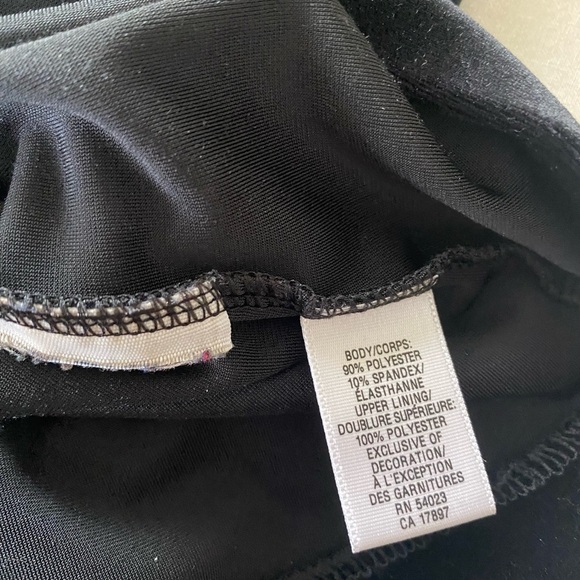 BODY/CORPS:
90% POLYESTER
10% SPANDEX/
ÉLASTHANNE
UPPER LINING/
DOUBLURE SUPÉRIEURE:
100% POLYESTER
EXCLUSIVE OF
DECORATION/
À L'EXCEPTION
DES GARNITURES
RN 54023
CA 17897